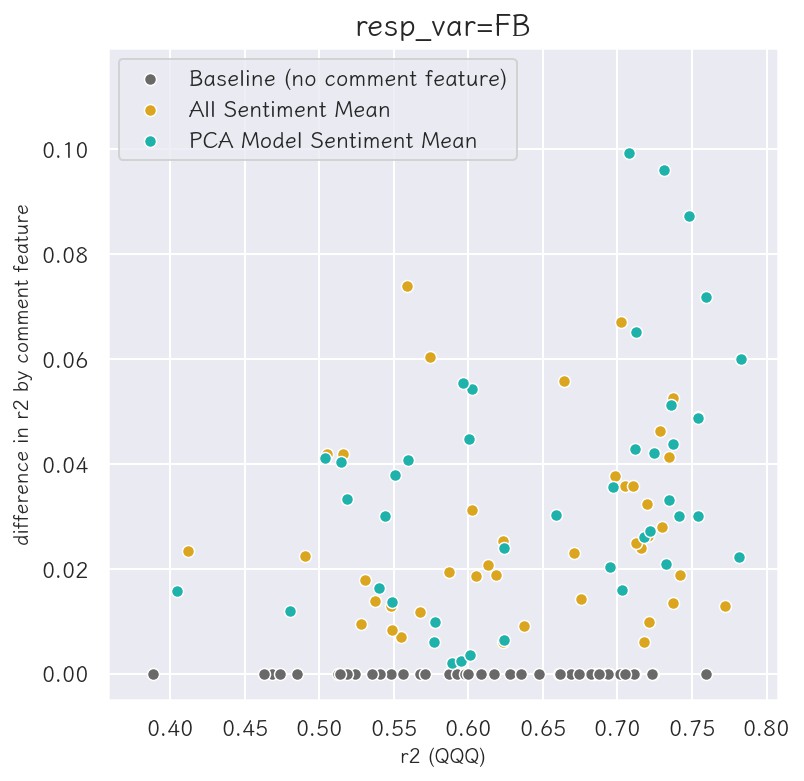 resp_var=FB
Baseline (no comment feature)
All Sentiment Mean
PCA Model Sentiment Mean
difference in r2 by comment feature
0.10
0.08
0.06
0.04
0.02
0.00
0.40 0.45 0.50 0.55 0.60 0.65 0.70 0.75 0.80
r2 (QQQ)